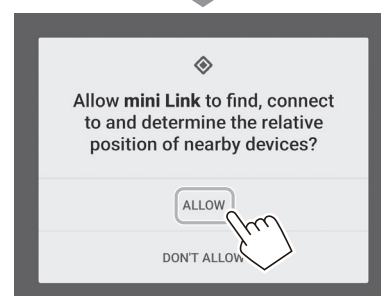 Allow mini Link to find, connect
to and determine the relative
position of nearby devices?
ALLOW
DON'T ALLOW